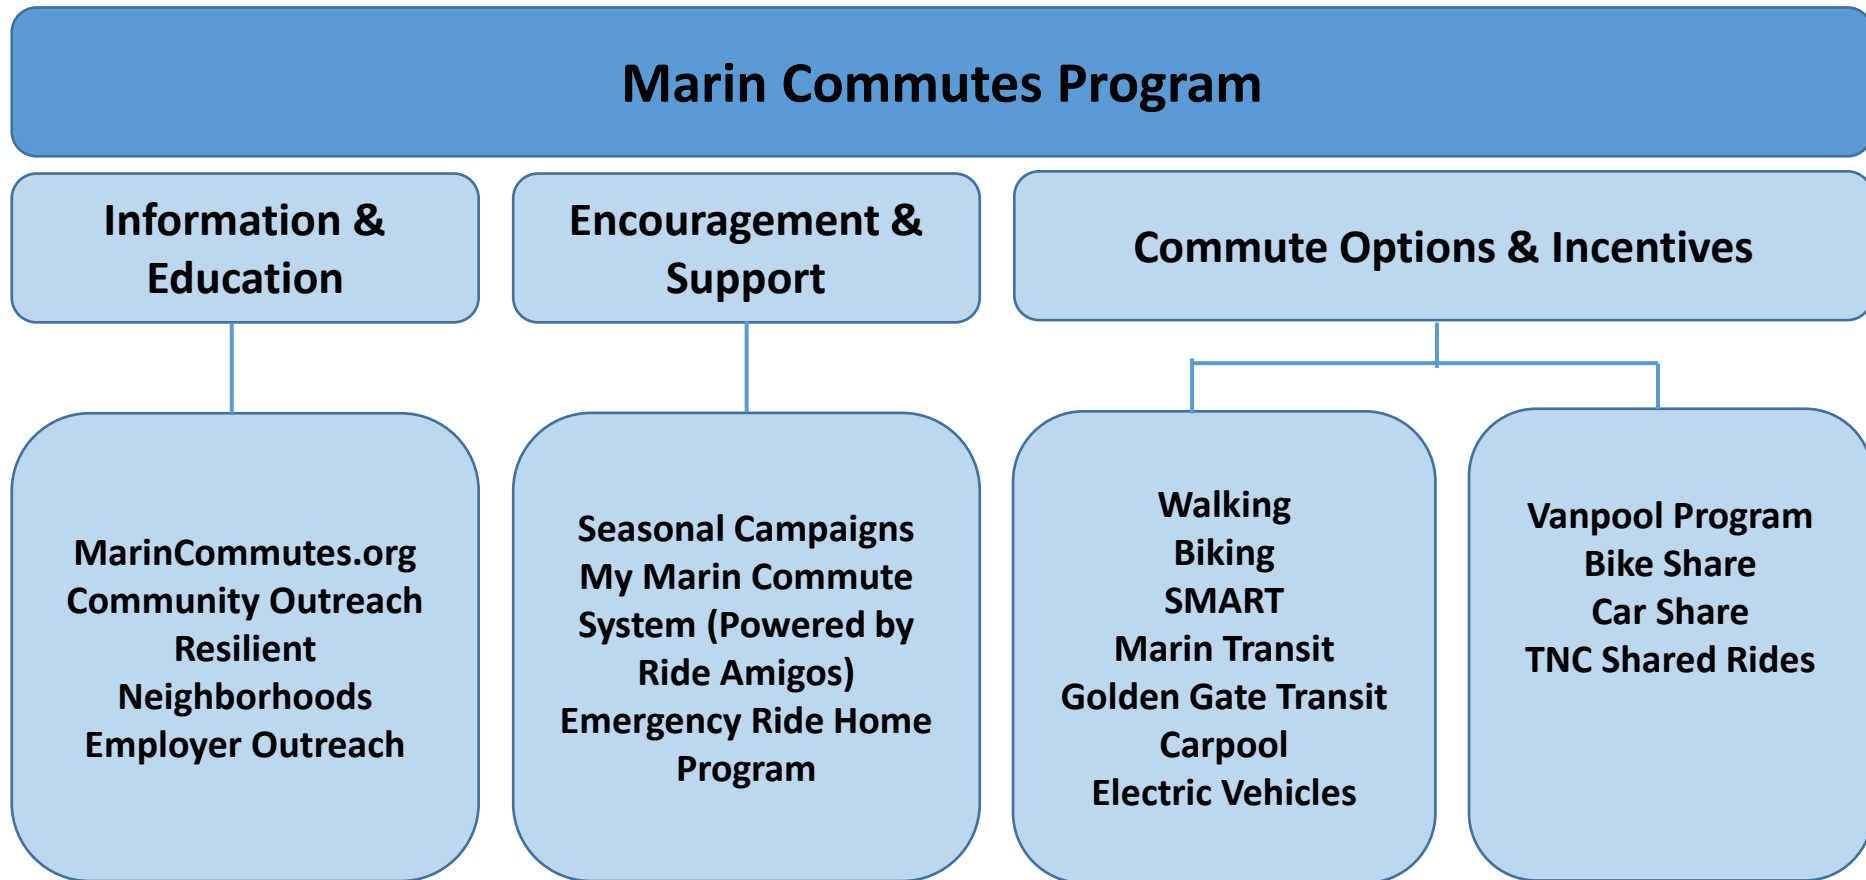 Marin Commutes Program
Information &
Education
Encouragement &
Support
Commute Options & Incentives
MarinCommutes.org
Community Outreach
Resilient
Neighborhoods
Employer Outreach
Seasonal Campaigns
My Marin Commute
System (Powered by
Ride Amigos)
Emergency Ride Home
Program
Walking
Biking
SMART
Marin Transit
Golden Gate Transit
Carpool
Electric Vehicles
Vanpool Program
Bike Share
Car Share
TNC Shared Rides